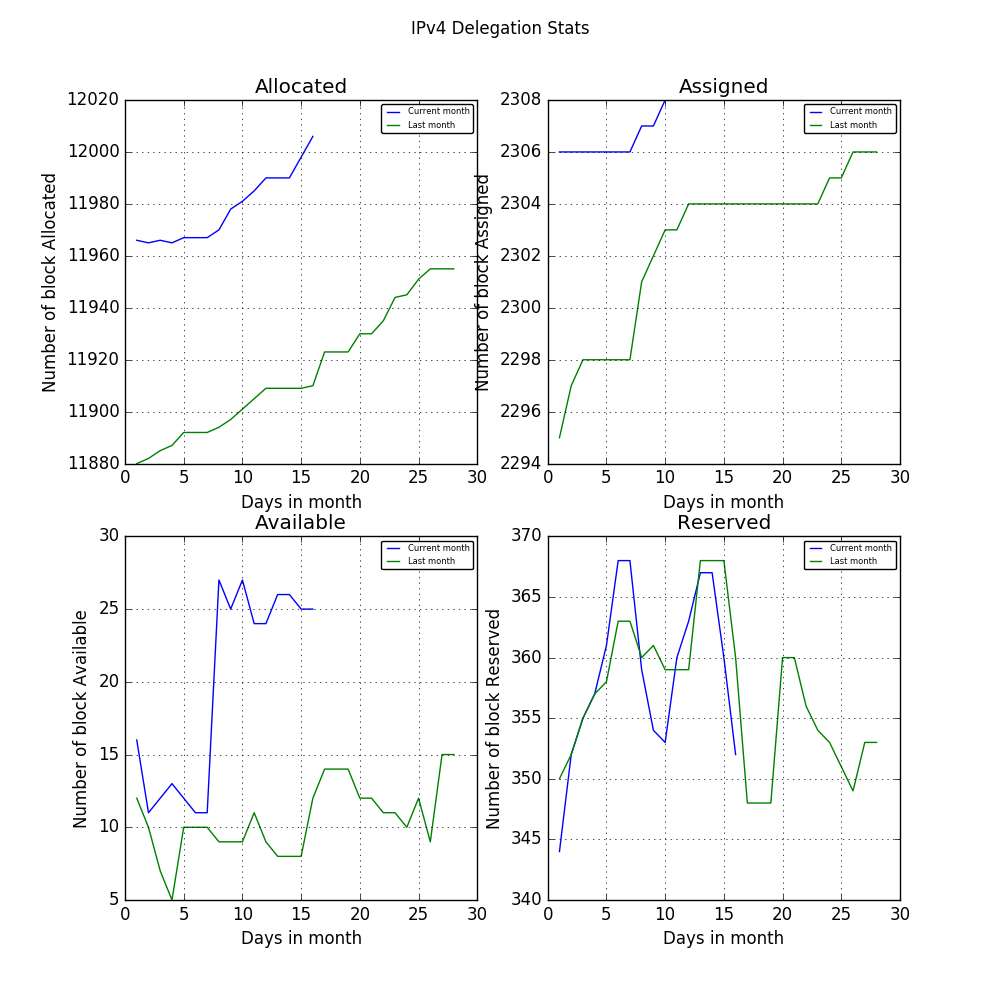 IPv4 Delegation Stats
Allocated
Number of block Allocated
12020
12000
11980
11960
11940
11920
11900
11880
Current month
Last month
0 5 10 15 20 25 30
Days in month
Assigned
Number of block Assigned
2308
2306
2304
2302
2300
2298
2296
2294
Current month
Last month
0 5 10 15 20 25 30
Days in month
Available
Number of block Available
30
25
20
15
10
5
Current month
Last month
0 5 10 15 20 25 30
Days in month
Reserved
Number of block Reserved
370
365
360
355
350
345
340
Current month
Last month
0 5 10 15 20 25 30
Days in month